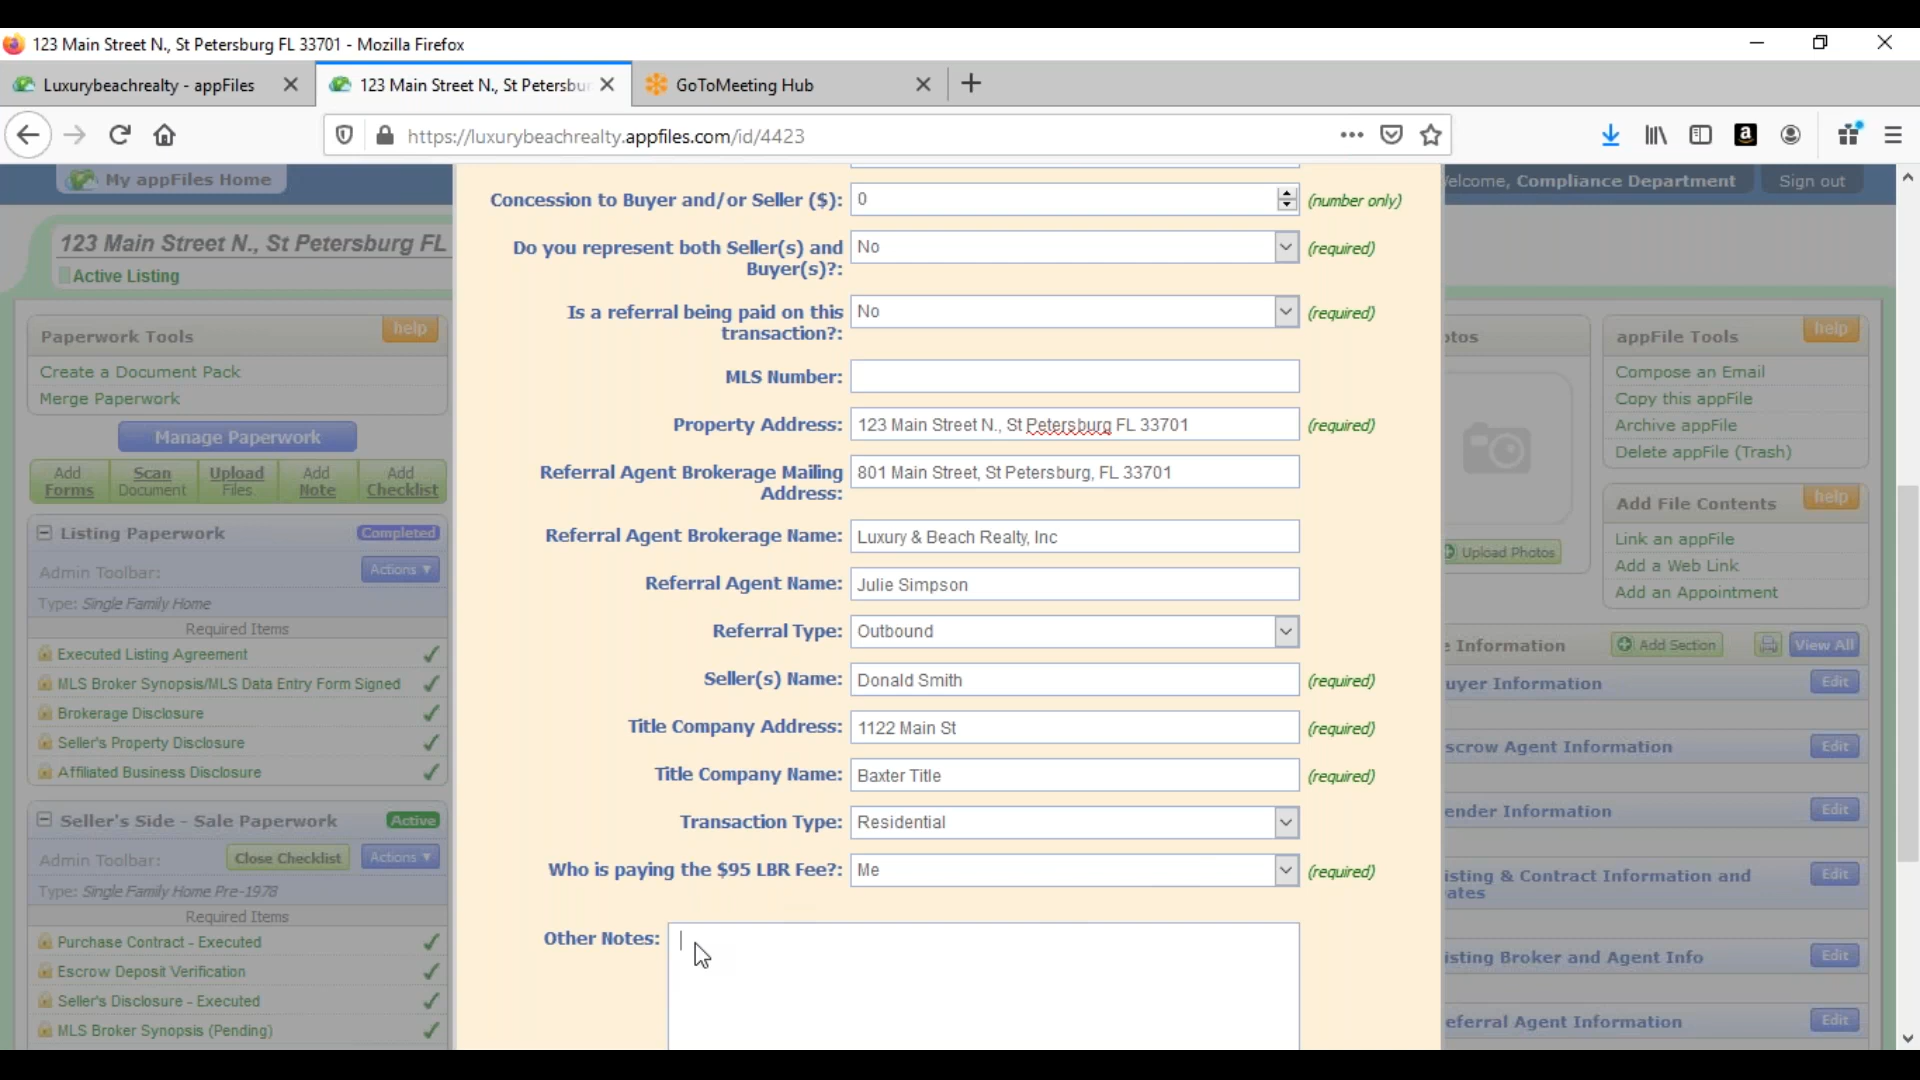 123 Main Street N., St Petersburg FL 33701 - Mozilla Firefox
Luxurybeachrealty - appFiles
123 Main Street N., St Petersbur
GoToMeeting Hub
https://luxurybeachrealty.appfiles.com/id/4423
My appFiles Home
elcome, Compliance Department
Sign out
123 Main Street N., St Petersburg FL
Active Listing
Paperwork Tools
help
Create a Document Pack
Merge Paperwork
Manage Paperwork
Add Forms
Scan Document
Upload Files
Add Note
Add Checklist
Listing Paperwork
Completed
Admin Toolbar:
Actions
Type: Single Family Home
Required Items
Executed Listing Agreement
MLS Broker Synopsis/MLS Data Entry Form Signed
Brokerage Disclosure
Seller's Property Disclosure
Affiliated Business Disclosure
Seller's Side - Sale Paperwork
Active
Admin Toolbar:
Close Checklist
Actions
Type: Single Family Home Pre-1978
Required Items
Purchase Contract - Executed
Escrow Deposit Verification
Seller's Disclosure - Executed
MLS Broker Synopsis (Pending)
Concession to Buyer and/or Seller ($):
0
(number only)
Do you represent both Seller(s) and
Buyer(s)?:
No
(required)
Is a referral being paid on this
transaction?:
No
(required)
MLS Number:
Property Address:
123 Main Street N., St Petersburg FL 33701
(required)
Referral Agent Brokerage Mailing
Address:
801 Main Street, St Petersburg, FL 33701
Referral Agent Brokerage Name:
Luxury & Beach Realty, Inc
Referral Agent Name:
Julie Simpson
Referral Type:
Outbound
Seller(s) Name:
Donald Smith
(required)
Title Company Address:
1122 Main St
(required)
Title Company Name:
Baxter Title
(required)
Transaction Type:
Residential
Who is paying the $95 LBR Fee?:
Me
(required)
Other Notes:
otos
Upload Photos
appFile Tools
help
Compose an Email
Copy this appFile
Archive appFile
Delete appFile (Trash)
Add File Contents
help
Link an appFile
Add a Web Link
Add an Appointment
e Information
Add Section
View All
uyer Information
Edit
scrow Agent Information
Edit
ender Information
Edit
isting & Contract Information and
ates
Edit
isting Broker and Agent Info
Edit
eferral Agent Information
Edit